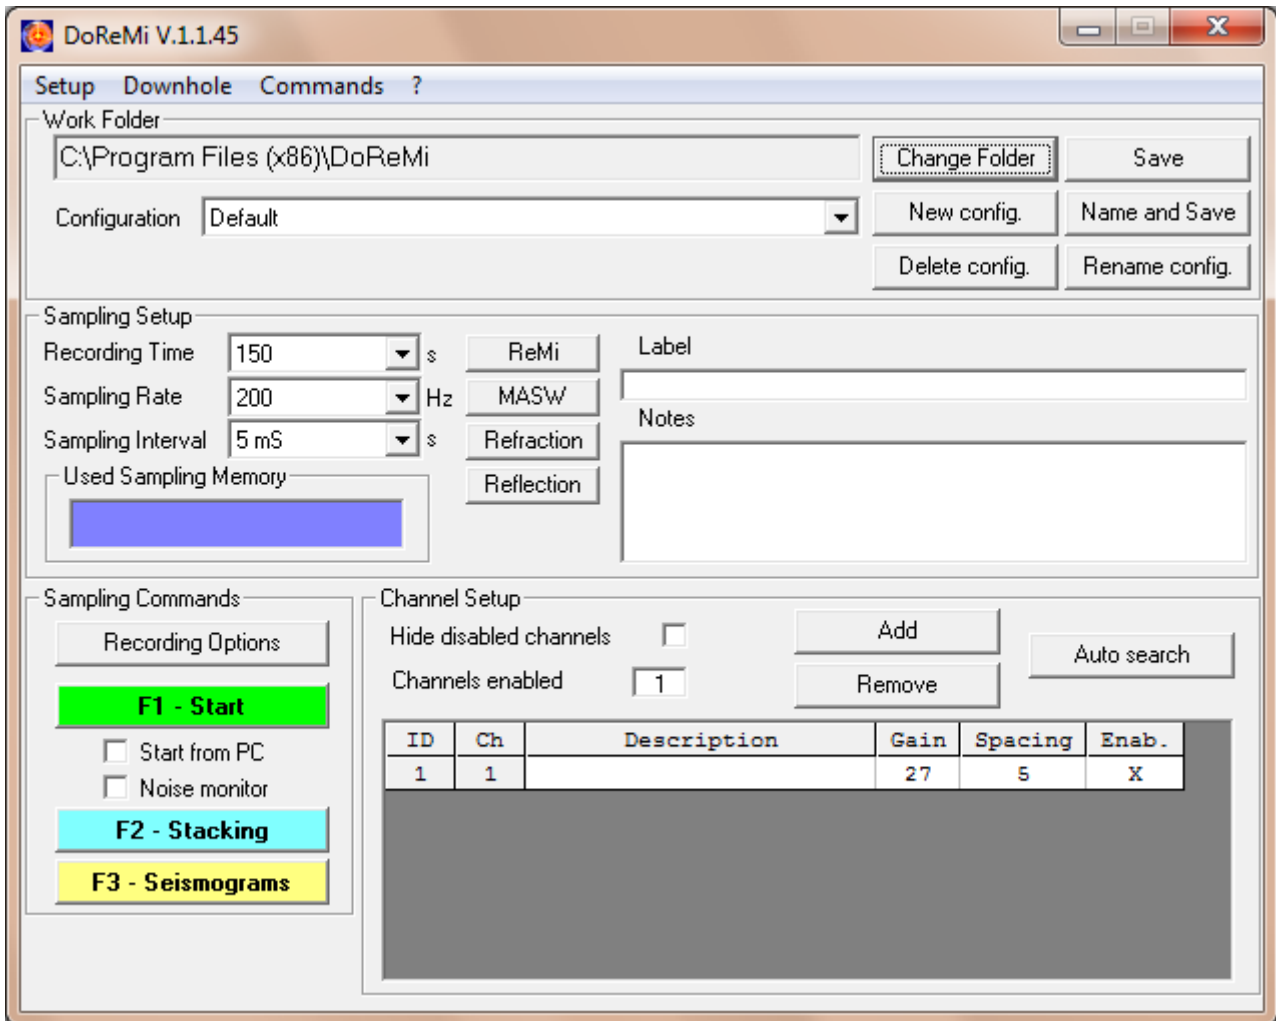 DoReMi V.1.1.45
Setup Downhole Commands ?
Work Folder
C:\Program Files (x86)\DoReMi
Change Folder
Save
Configuration
Default
New config.
Name and Save
Delete config.
Rename config.
Sampling Setup
Recording Time 150 s
ReMi
Label
Sampling Rate 200 Hz
MASW
Notes
Sampling Interval 5 mS s
Refraction
Used Sampling Memory
Reflection
Sampling Commands
Recording Options
F1 - Start
Start from PC
Noise monitor
F2 - Stacking
F3 - Seismograms
Channel Setup
Hide disabled channels
Add
Auto search
Channels enabled 1
Remove
ID Ch Description Gain Spacing Enab.
1 1 27 5 X